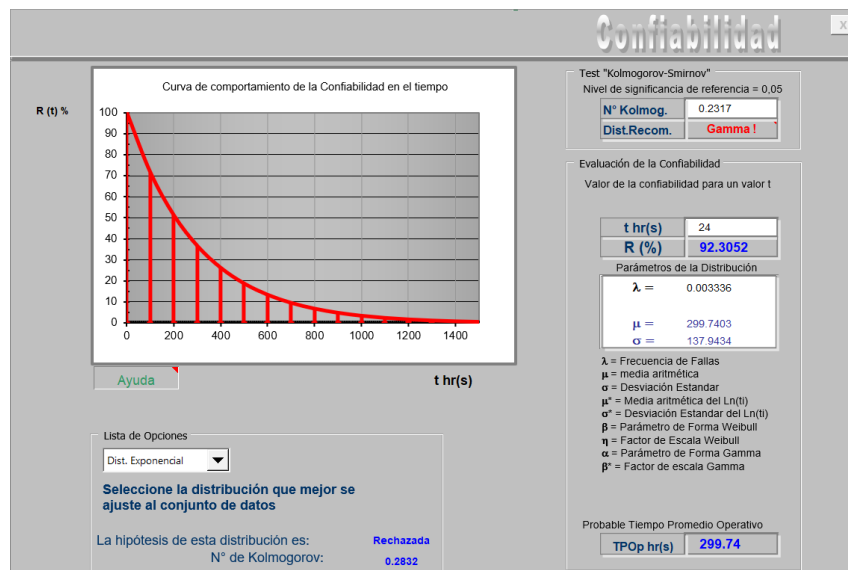 Confiabilidad
X
Curva de comportamiento de la Confiabilidad en el tiempo
R (t) %
100
90
80
70
60
50
40
30
20
10
0
0 200 400 600 800 1000 1200 1400
Ayuda
t hr(s)
Lista de Opciones
Dist. Exponencial
Seleccione la distribución que mejor se
ajuste al conjunto de datos
La hipótesis de esta distribución es: Rechazada
N° de Kolmogorov: 0.2832
Test "Kolmogorov-Smirnov"
Nivel de significancia de referencia = 0,05
N° Kolmog. 0.2317
Dist.Recom. Gamma !
Evaluación de la Confiabilidad
Valor de la confiabilidad para un valor t
t hr(s) 24
R (%) 92.3052
Parámetros de la Distribución
λ = 0.003336
μ = 299.7403
σ = 137.9434
λ = Frecuencia de Fallas
μ = media aritmética
σ = Desviación Estandar
μ* = Media aritmética del Ln(ti)
σ* = Desviación Estandar del Ln(ti)
β = Parámetro de Forma Weibull
η = Factor de Escala Weibull
α = Parámetro de Forma Gamma
β* = Factor de escala Gamma
Probable Tiempo Promedio Operativo
TPOp hr(s) 299.74